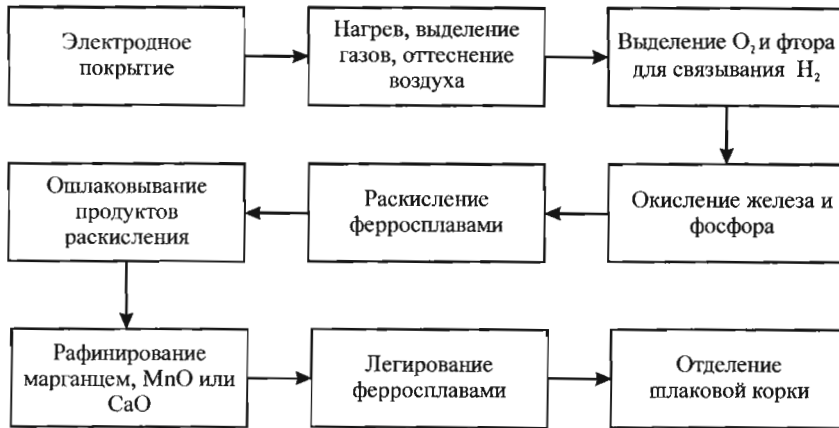 Электродное
покрытие
Нагрев, выделение
газов, оттеснение
воздуха
Выделение O₂ и фтора
для связывания H₂
Ошлаковывание
продуктов
раскисления
Раскисление
ферросплавами
Окисление железа и
фосфора
Рафинирование
марганцем, MnO или
CaO
Легирование
ферросплавами
Отделение
шлаковой корки